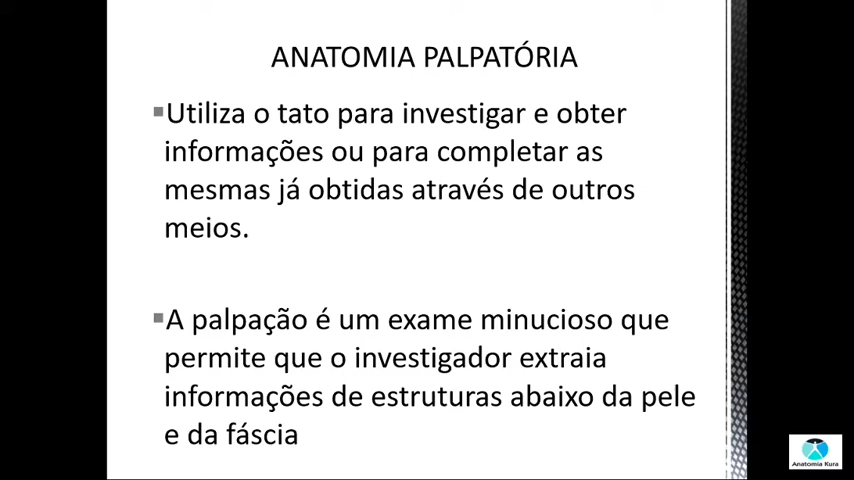 ANATOMIA PALPATÓRIA
Utiliza o tato para investigar e obter
informações ou para completar as
mesmas já obtidas através de outros
meios.
A palpação é um exame minucioso que
permite que o investigador extraia
informações de estruturas abaixo da pele
e da fáscia
Anatomia Kura